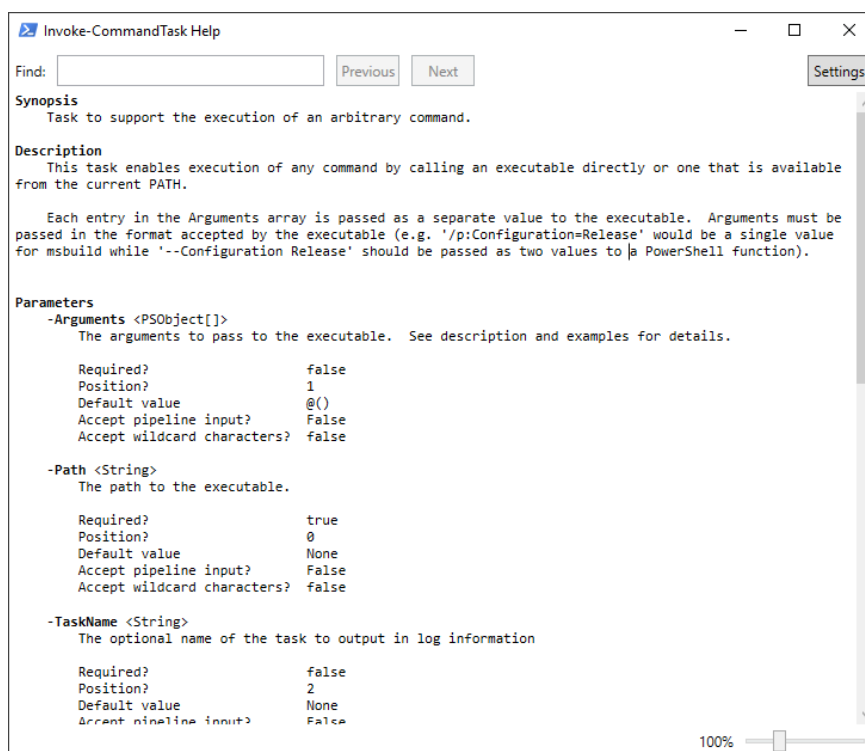 Invoke-CommandTask Help
Find:
Previous
Next
Settings
Synopsis
Task to support the execution of an arbitrary command.
Description
This task enables execution of any command by calling an executable directly or one that is available
from the current PATH.
Each entry in the Arguments array is passed as a separate value to the executable.  Arguments must be
passed in the format accepted by the executable (e.g. '/p:Configuration=Release' would be a single value
for msbuild while '--Configuration Release' should be passed as two values to a PowerShell function).
Parameters
-Arguments <PSObject[]>
The arguments to pass to the executable.  See description and examples for details.
Required? false
Position? 1
Default value @()
Accept pipeline input? False
Accept wildcard characters? false
-Path <String>
The path to the executable.
Required? true
Position? 0
Default value None
Accept pipeline input? False
Accept wildcard characters? false
-TaskName <String>
The optional name of the task to output in log information
Required? false
Position? 2
Default value None
Accept pipeline input? False
100%